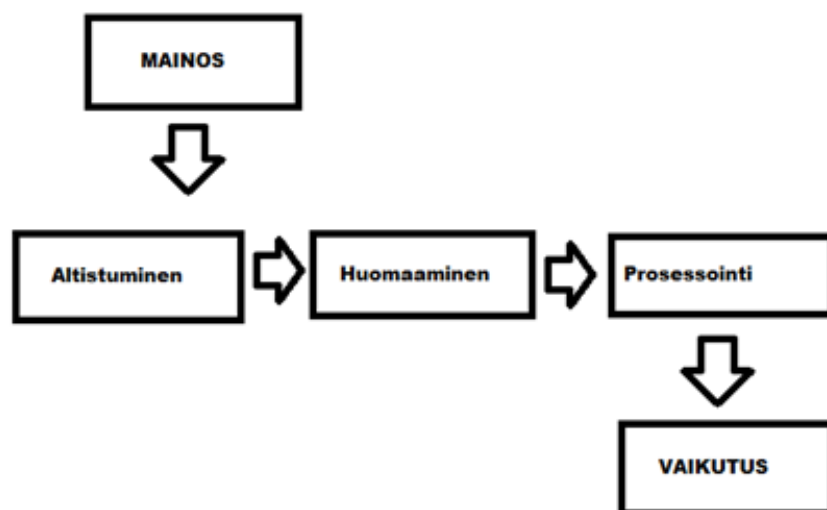 MAINOS
Altistuminen
Huomaaminen
Prosessointi
VAIKUTUS